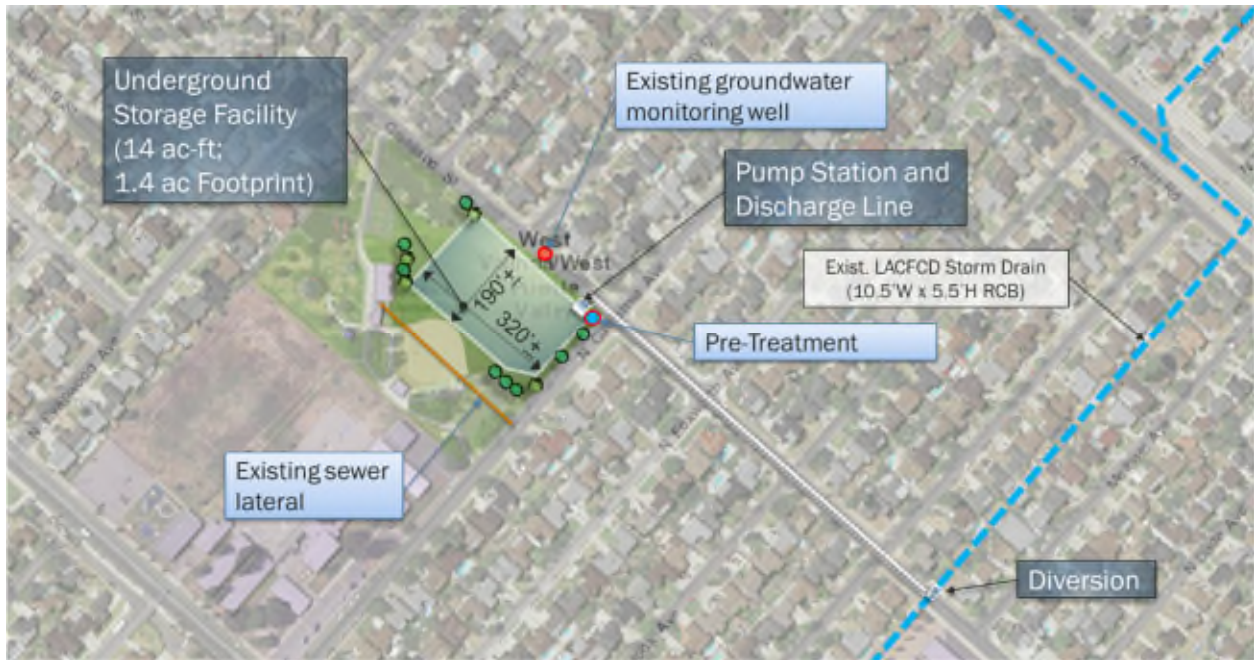 Underground
Storage Facility
(14 ac-ft;
1.4 ac Footprint)
Existing groundwater
monitoring well
Pump Station and
Discharge Line
Exist. LACFCD Storm Drain
(10.5'W x 5.5'H RCB)
West
190'±
320'±
Pre-Treatment
Existing sewer
lateral
Diversion